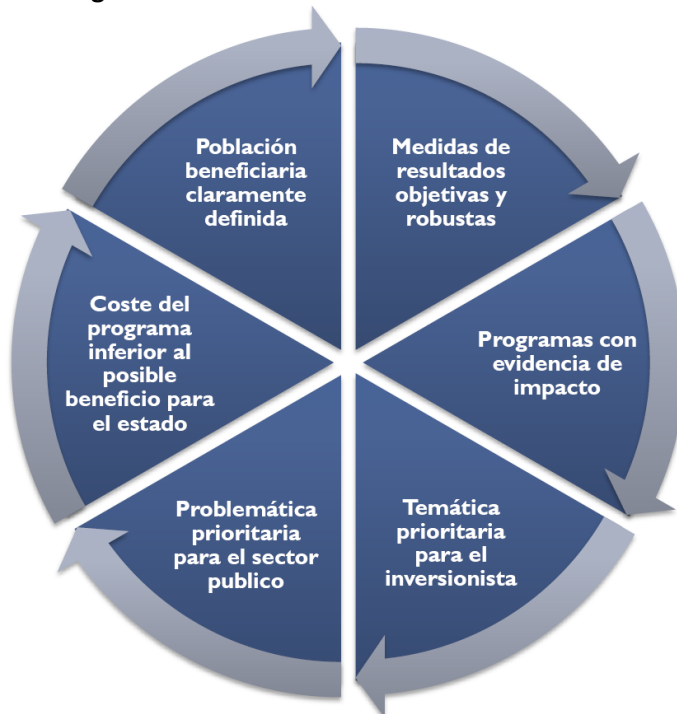 Población
beneficiaria
claramente
definida
Medidas de
resultados
objetivas y
robustas
Programas con
evidencia de
impacto
Temática
prioritaria
para el
inversionista
Problemática
prioritaria
para el sector
publico
Coste del
programa
inferior al
posible
beneficio para
el estado